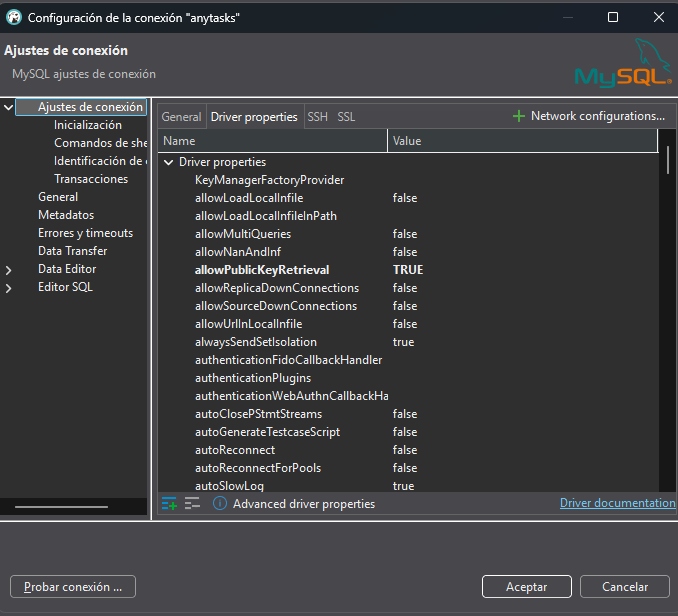 Configuración de la conexión "anytasks"
Ajustes de conexión
MySQL ajustes de conexión
MySQL
Ajustes de conexión
Inicialización
Comandos de she
Identificación de
Transacciones
General
Metadatos
Errores y timeouts
Data Transfer
Data Editor
Editor SQL
General Driver properties SSH SSL Network configurations...
Name Value
Driver properties
KeyManagerFactoryProvider
allowLoadLocalInfile false
allowLoadLocalInfileInPath
allowMultiQueries false
allowNanAndInf false
allowPublicKeyRetrieval TRUE
allowReplicaDownConnections false
allowSourceDownConnections false
allowUrlInLocalInfile false
alwaysSendSetIsolation true
authenticationFidoCallbackHandler
authenticationPlugins
authenticationWebAuthnCallbackHa
autoClosePStmtStreams false
autoGenerateTestcaseScript false
autoReconnect false
autoReconnectForPools false
autoSlowLog true
Advanced driver properties Driver documentation
Probar conexión ... Aceptar Cancelar